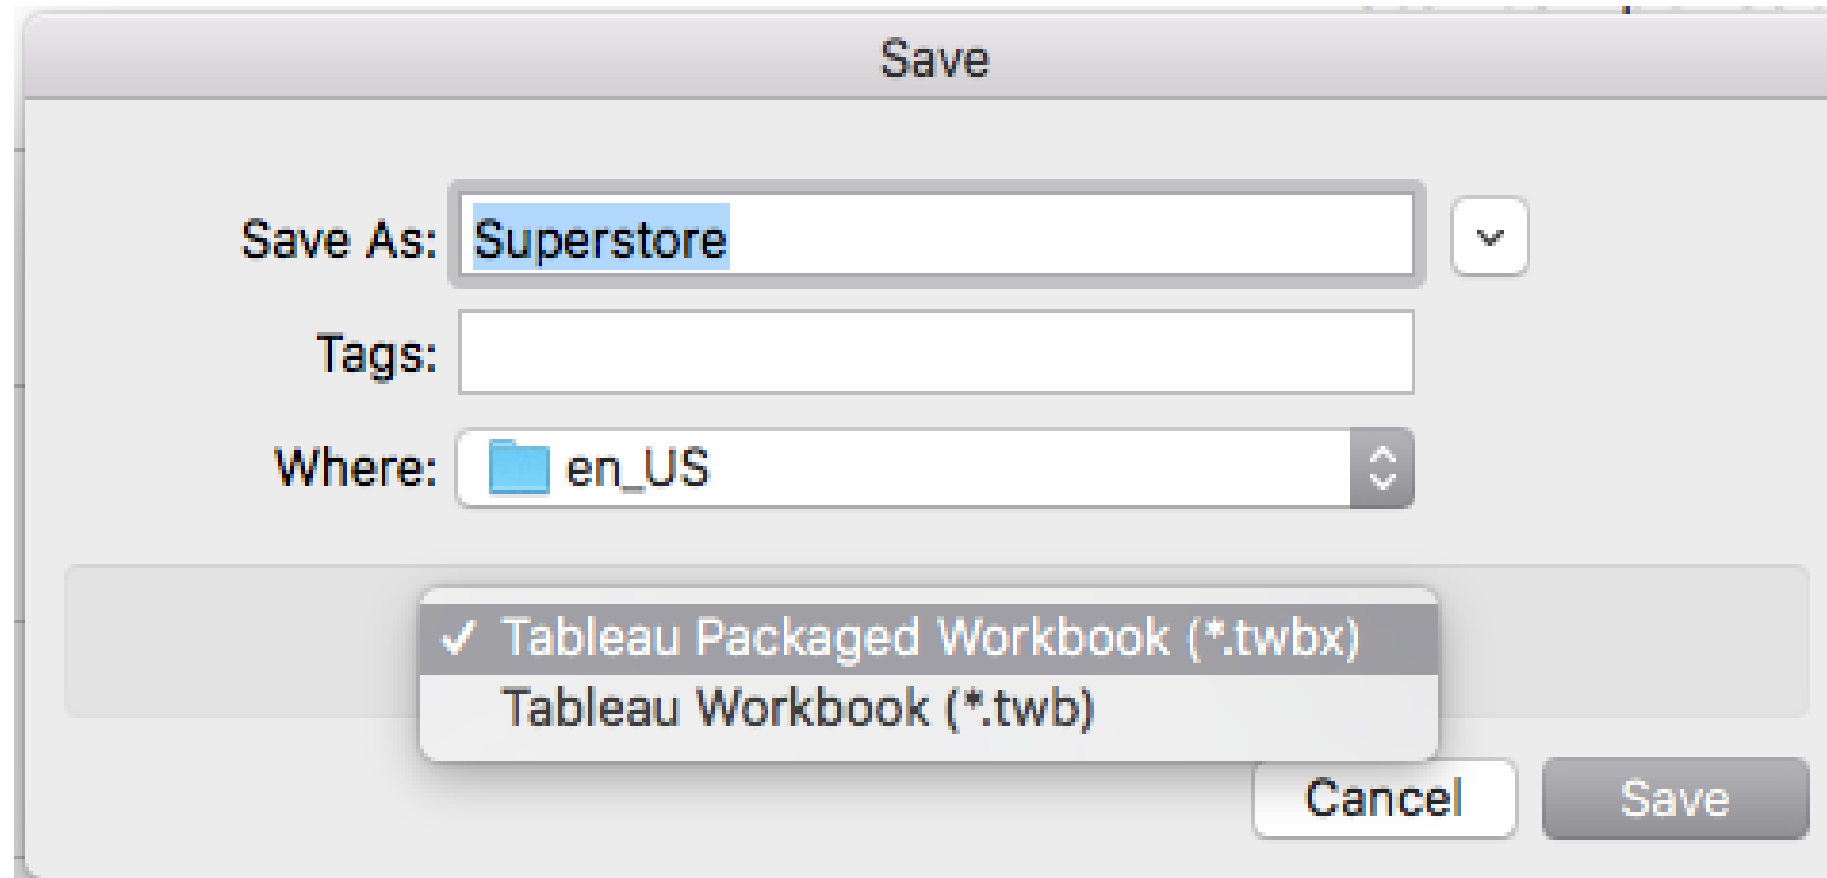 Save
Save As: Superstore
Tags:
Where: en_US
✓ Tableau Packaged Workbook (*.twbx)
Tableau Workbook (*.twb)
Cancel Save